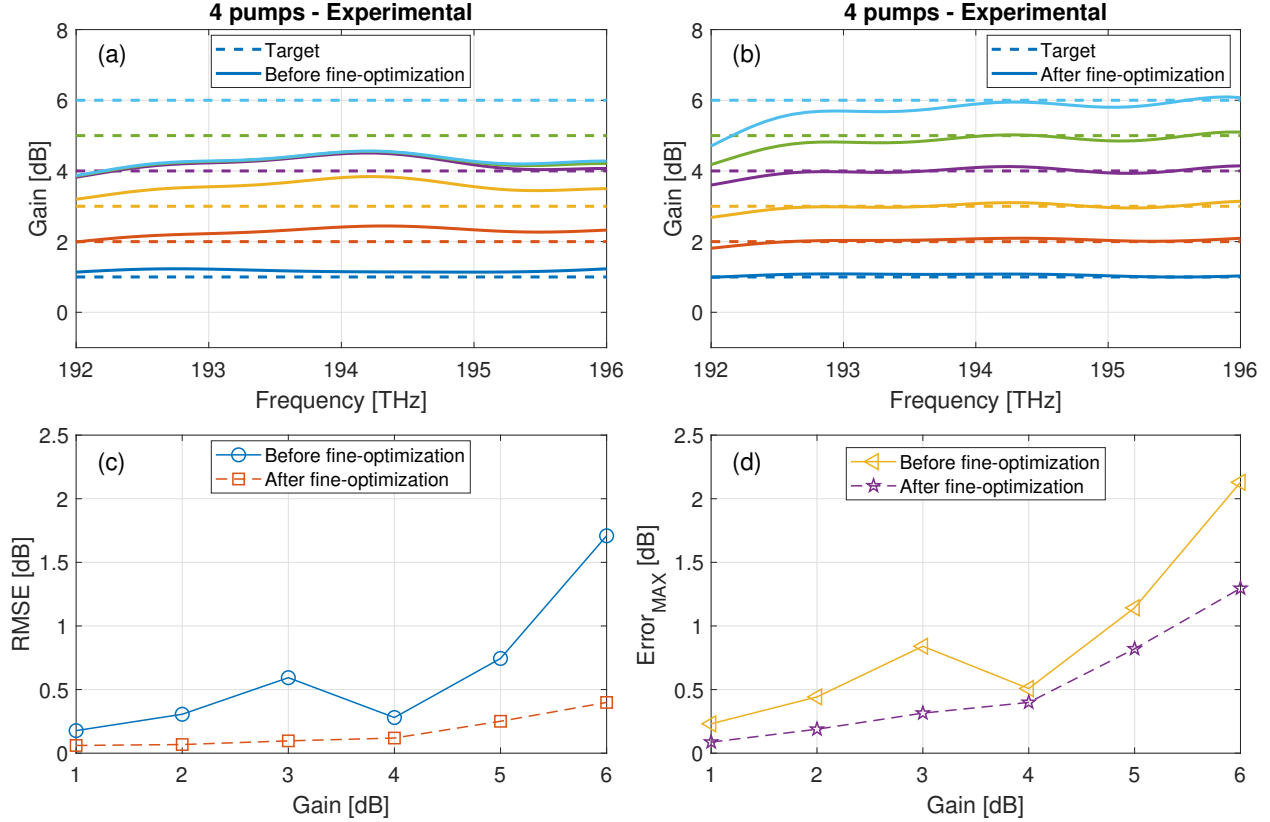 4 pumps - Experimental
(a)
Target
Before fine-optimization
8
6
4
2
0
Gain [dB]
192
193
194
195
196
Frequency [THz]
4 pumps - Experimental
(b)
Target
After fine-optimization
8
6
4
2
0
Gain [dB]
192
193
194
195
196
Frequency [THz]
(c)
Before fine-optimization
After fine-optimization
2.5
2
1.5
1
0.5
0
RMSE [dB]
1
2
3
4
5
6
Gain [dB]
(d)
Before fine-optimization
After fine-optimization
2.5
2
1.5
1
0.5
0
Error_MAX [dB]
1
2
3
4
5
6
Gain [dB]